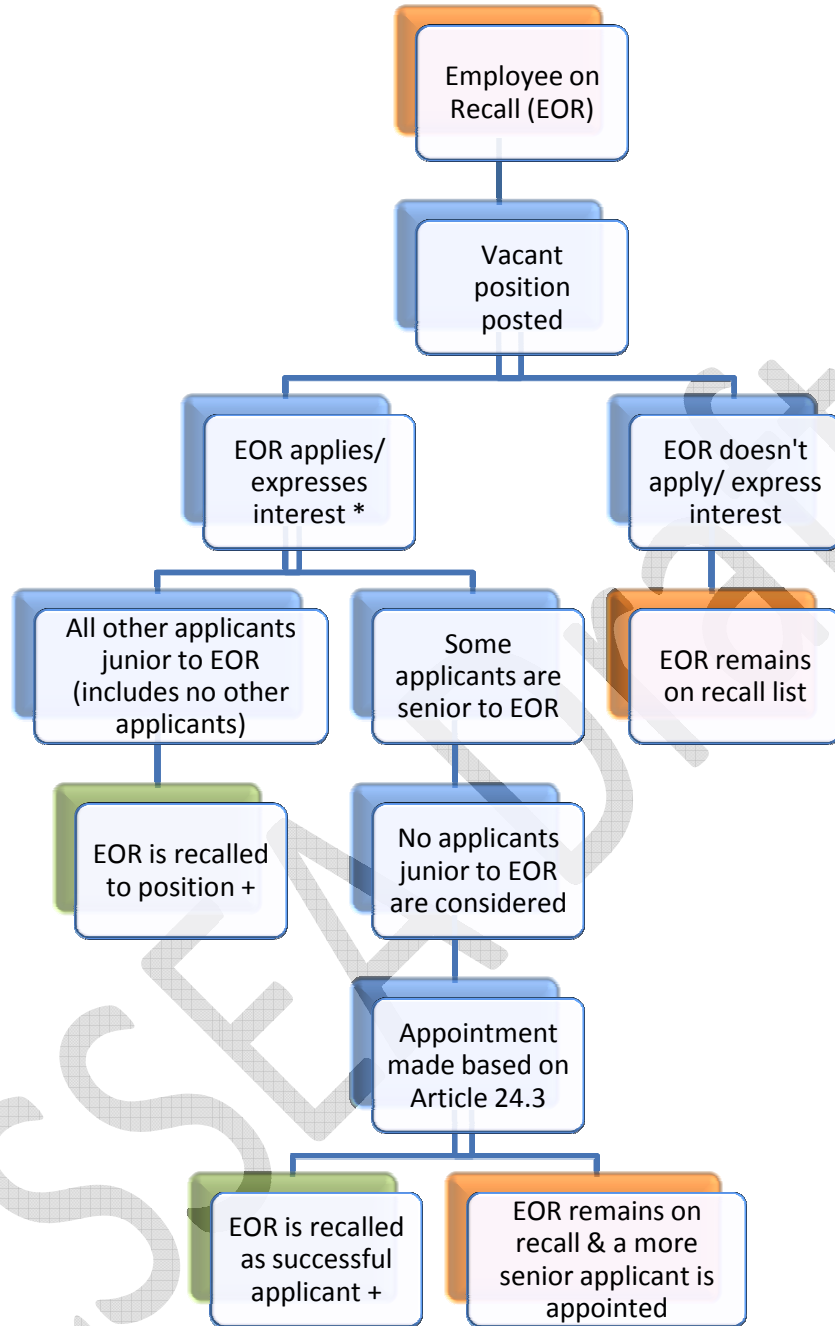 Employee on
Recall (EOR)
Vacant
position
posted
EOR applies/
expresses
interest *
EOR doesn't
apply/ express
interest
All other applicants
junior to EOR
(includes no other
applicants)
Some
applicants are
senior to EOR
EOR remains
on recall list
EOR is recalled
to position +
No applicants
junior to EOR
are considered
Appointment
made based on
Article 24.3
EOR is recalled
as successful
applicant +
EOR remains on
recall & a more
senior applicant is
appointed
SSEA Draft